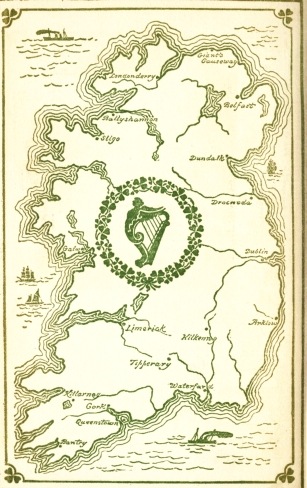 Giant's
Causeway
Londonderry
Belfast
Ballyshannon
Sligo
Dundalk
Drogheda
Galway
Dublin
Arklow
Limerick
Kilkenny
Tipperary
Waterford
Killarney
Cork
Queenstown
Bantry